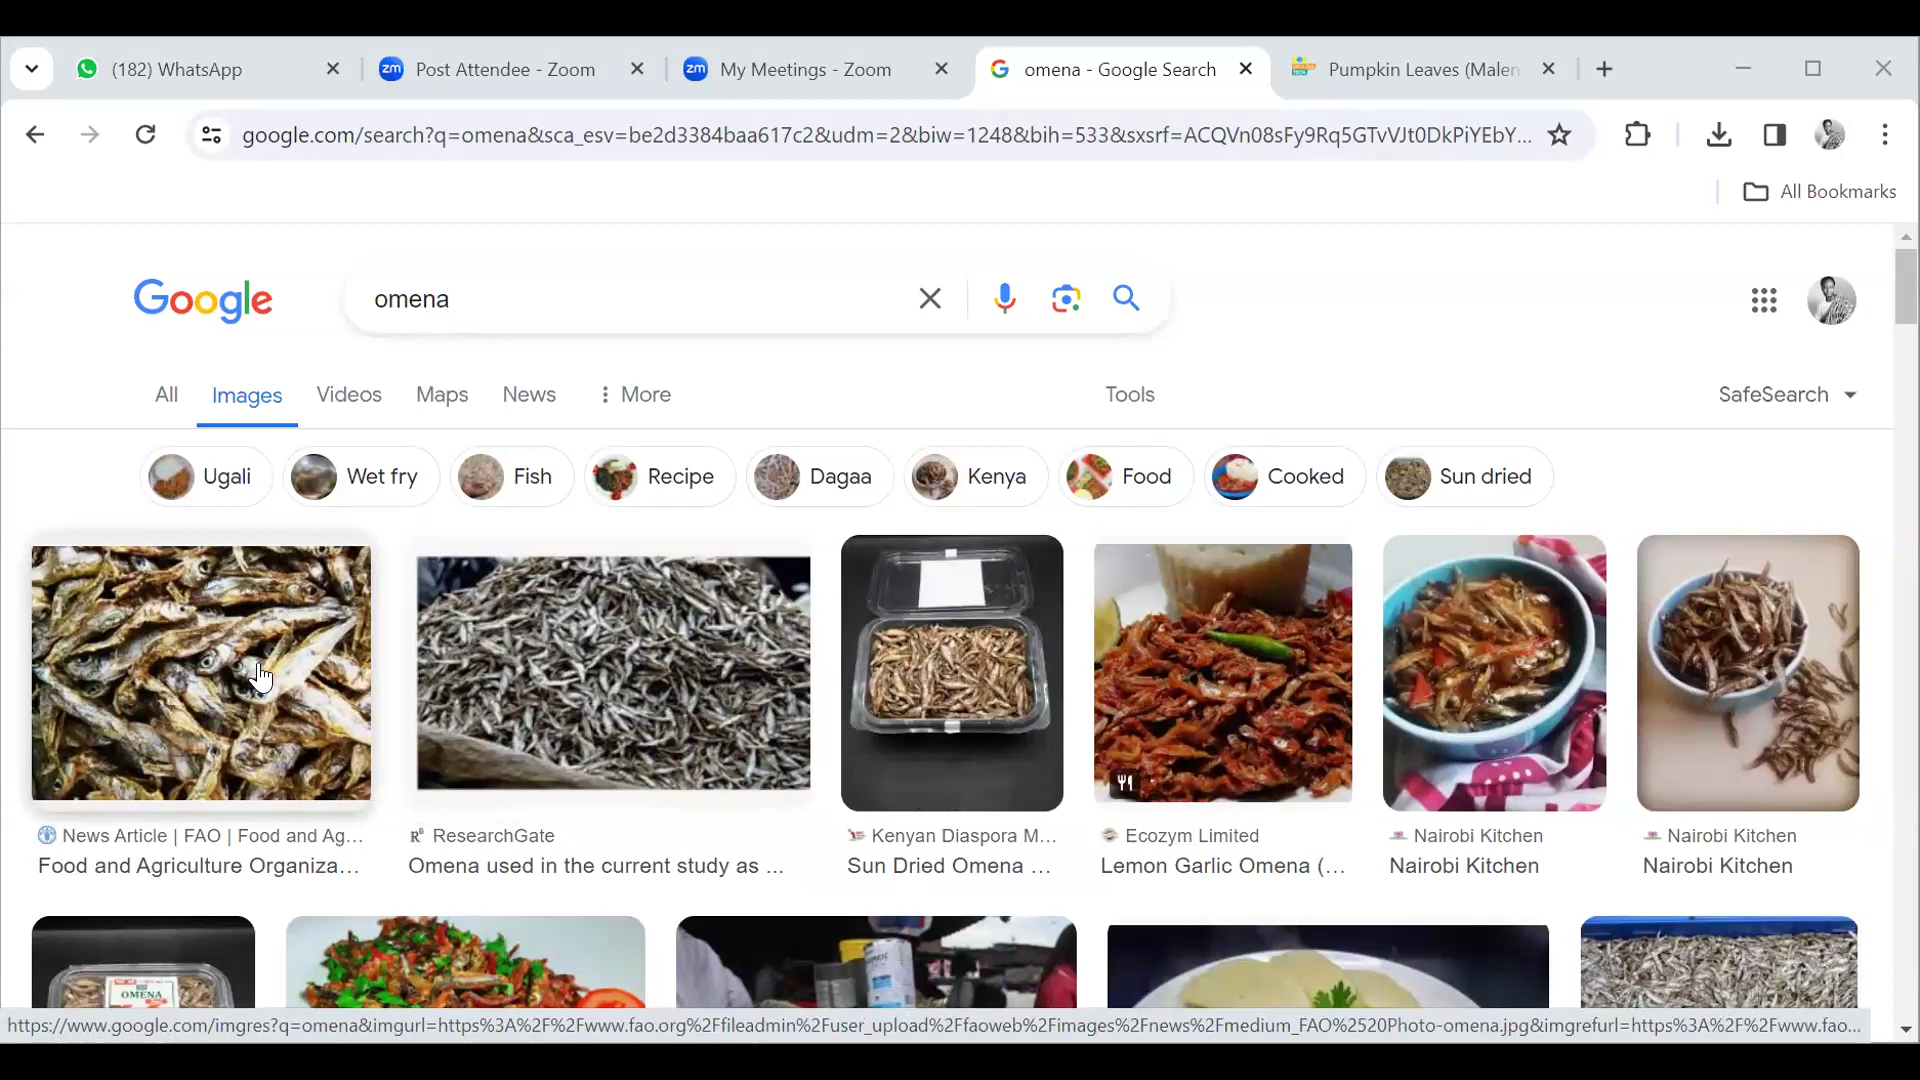 (182) WhatsApp
Post Attendee - Zoom
My Meetings - Zoom
omena - Google Search
Pumpkin Leaves (Malen
google.com/search?q=omena&sca_esv=be2d3384baa617c2&udm=2&biw=1248&bih=533&sxsrf=ACQVn08sFy9Rq5GTvVJt0DkPiYEbY...
All Bookmarks
Google
omena
All
Images
Videos
Maps
News
More
Tools
SafeSearch
Ugali
Wet fry
Fish
Recipe
Dagaa
Kenya
Food
Cooked
Sun dried
News Article | FAO | Food and Ag...
Food and Agriculture Organiza...
ResearchGate
Omena used in the current study as ...
Kenyan Diaspora M...
Sun Dried Omena ...
Ecozym Limited
Lemon Garlic Omena (...
Nairobi Kitchen
Nairobi Kitchen
Nairobi Kitchen
Nairobi Kitchen
OMENA
https://www.google.com/imgres?q=omena&imgurl=https%3A%2F%2Fwww.fao.org%2Ffileadmin%2Fuser_upload%2Ffaoweb%2Fimages%2Fnews%2Fmedium_FAO%2520Photo-omena.jpg&imgrefurl=https%3A%2F%2Fwww.fao...